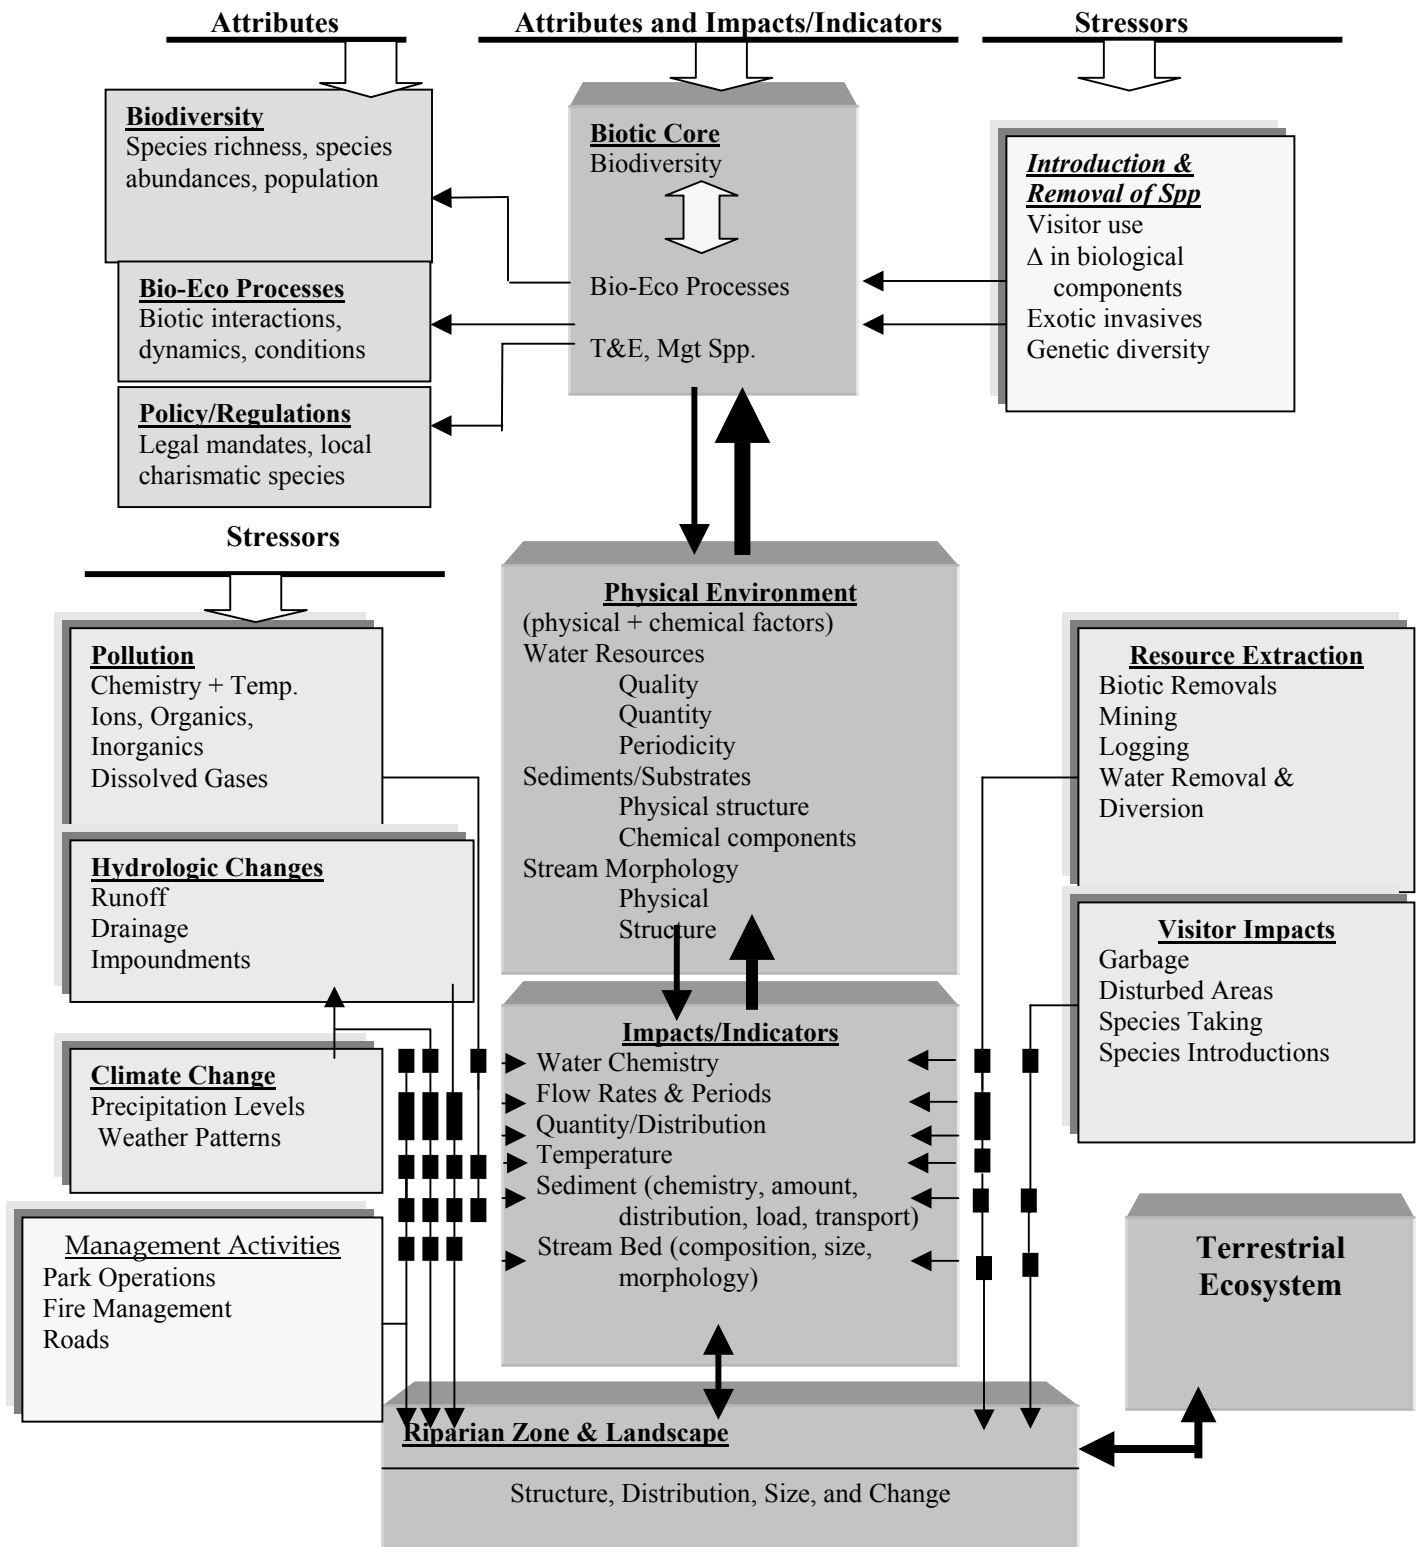 Attributes
Attributes and Impacts/Indicators
Stressors
Biodiversity
Species richness, species
abundances, population
Bio-Eco Processes
Biotic interactions,
dynamics, conditions
Policy/Regulations
Legal mandates, local
charismatic species
Biotic Core
Biodiversity
Bio-Eco Processes
T&E, Mgt Spp.
Introduction &
Removal of Spp
Visitor use
Δ in biological
components
Exotic invasives
Genetic diversity
Stressors
Pollution
Chemistry + Temp.
Ions, Organics,
Inorganics
Dissolved Gases
Hydrologic Changes
Runoff
Drainage
Impoundments
Climate Change
Precipitation Levels
Weather Patterns
Management Activities
Park Operations
Fire Management
Roads
Physical Environment
(physical + chemical factors)
Water Resources
Quality
Quantity
Periodicity
Sediments/Substrates
Physical structure
Chemical components
Stream Morphology
Physical
Structure
Impacts/Indicators
Water Chemistry
Flow Rates & Periods
Quantity/Distribution
Temperature
Sediment (chemistry, amount,
distribution, load, transport)
Stream Bed (composition, size,
morphology)
Resource Extraction
Biotic Removals
Mining
Logging
Water Removal &
Diversion
Visitor Impacts
Garbage
Disturbed Areas
Species Taking
Species Introductions
Terrestrial
Ecosystem
Riparian Zone & Landscape
Structure, Distribution, Size, and Change